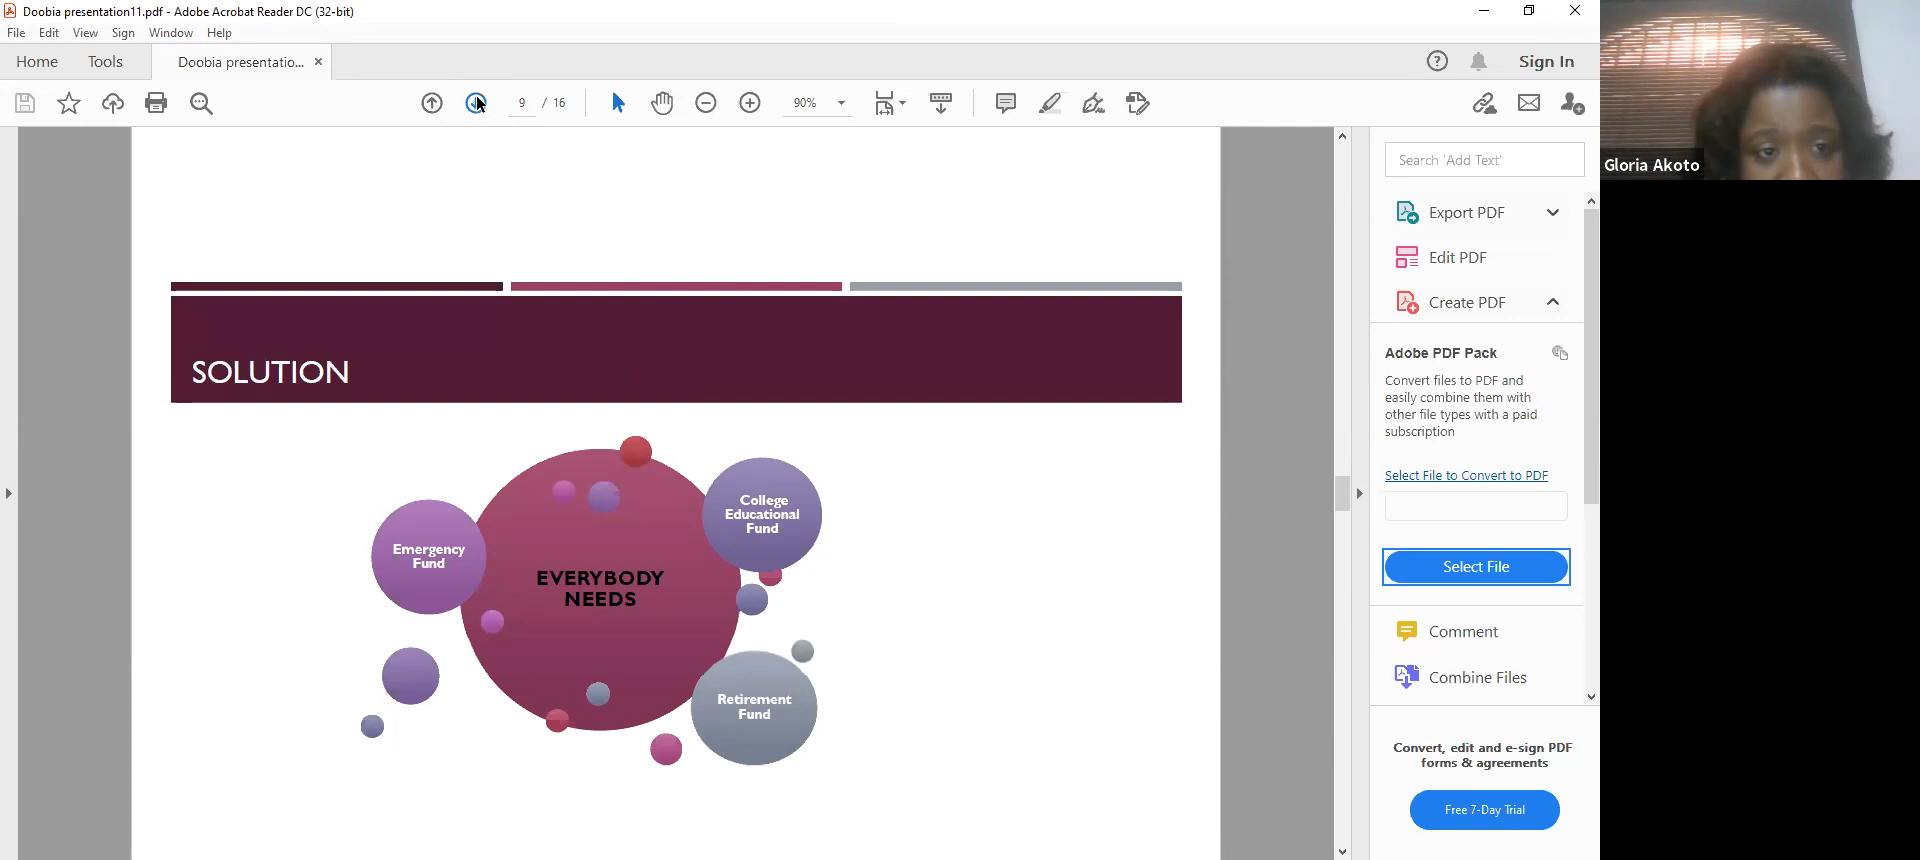 Doobia presentation11.pdf - Adobe Acrobat Reader DC (32-bit)
File Edit View Sign Window Help
Home Tools Doobia presentatio... Sign In
9 / 16 90%
Gloria Akoto
Search 'Add Text'
Export PDF
Edit PDF
Create PDF
Adobe PDF Pack
Convert files to PDF and
easily combine them with
other file types with a paid
subscription
Select File to Convert to PDF
Select File
Comment
Combine Files
Convert, edit and e-sign PDF
forms & agreements
Free 7-Day Trial
SOLUTION
College
Educational
Fund
Emergency
Fund
EVERYBODY
NEEDS
Retirement
Fund